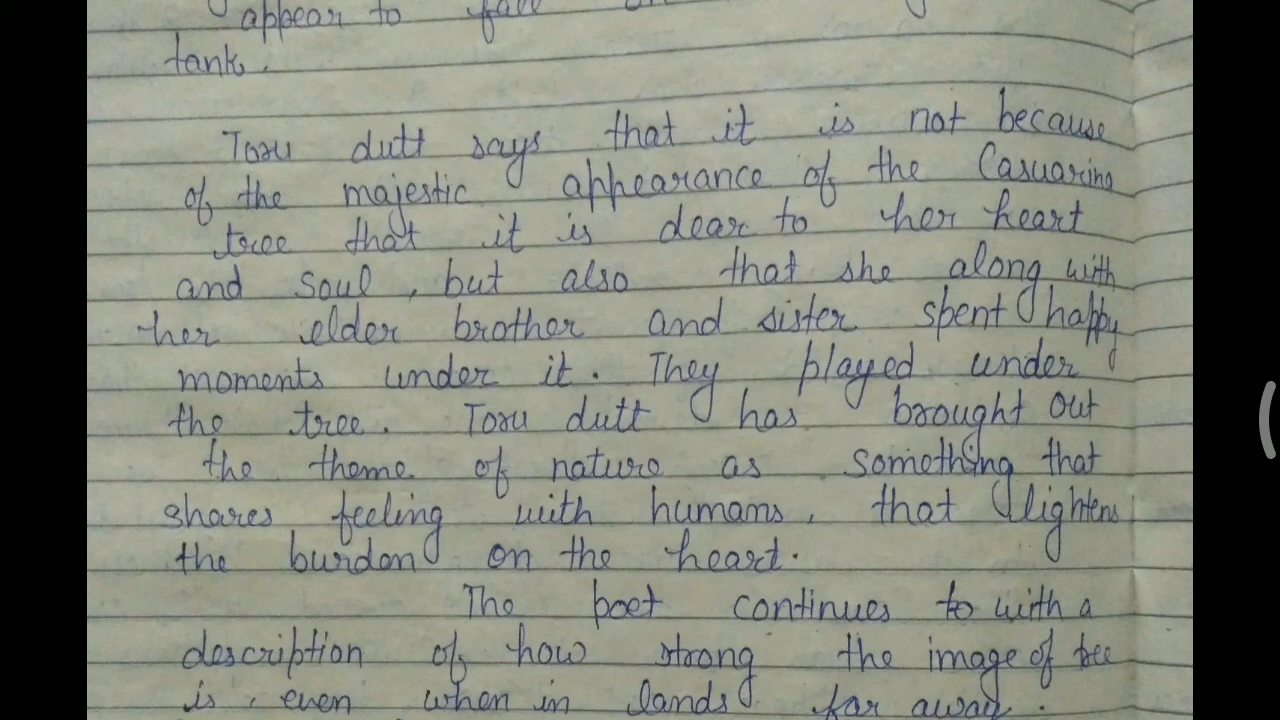 appear to fall
tank.
Toru dutt says that it is not because
of the majestic appearance of the Casuarina
tree that it is dear to her heart
and soul, but also that she along with
her elder brother and sister spent happy
moments under it. They played under
the tree. Toru dutt has brought out
the theme of nature as something that
shares feeling with humans, that lightens
the burden on the heart.
The poet continues to with a
description of how strong the image of tree
is, even when in lands far away.